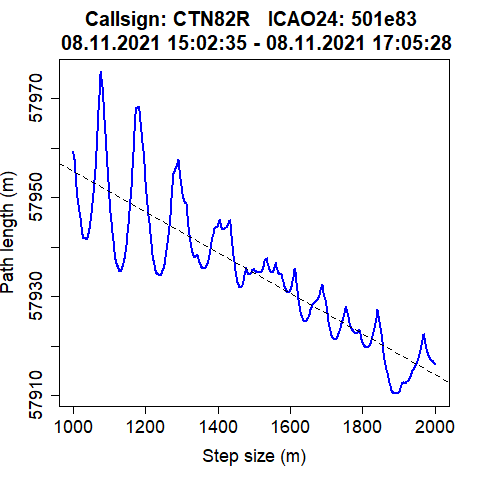 Callsign: CTN82R   ICAO24: 501e83
08.11.2021 15:02:35 - 08.11.2021 17:05:28
Path length (m)
57970
57950
57930
57910
1000 1200 1400 1600 1800 2000
Step size (m)